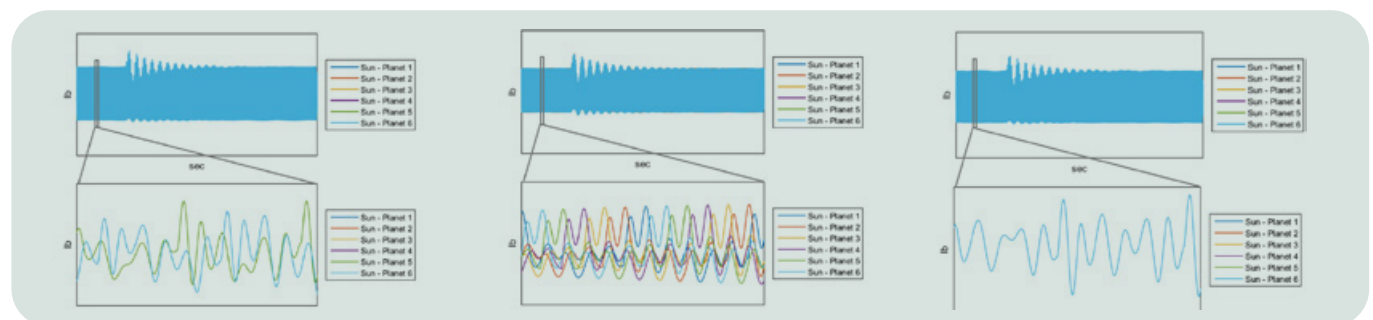 lb
Sun - Planet 1
Sun - Planet 2
Sun - Planet 3
Sun - Planet 4
Sun - Planet 5
Sun - Planet 6
sec
lb
Sun - Planet 1
Sun - Planet 2
Sun - Planet 3
Sun - Planet 4
Sun - Planet 5
Sun - Planet 6
lb
Sun - Planet 1
Sun - Planet 2
Sun - Planet 3
Sun - Planet 4
Sun - Planet 5
Sun - Planet 6
sec
lb
Sun - Planet 1
Sun - Planet 2
Sun - Planet 3
Sun - Planet 4
Sun - Planet 5
Sun - Planet 6
lb
Sun - Planet 1
Sun - Planet 2
Sun - Planet 3
Sun - Planet 4
Sun - Planet 5
Sun - Planet 6
sec
lb
Sun - Planet 1
Sun - Planet 2
Sun - Planet 3
Sun - Planet 4
Sun - Planet 5
Sun - Planet 6